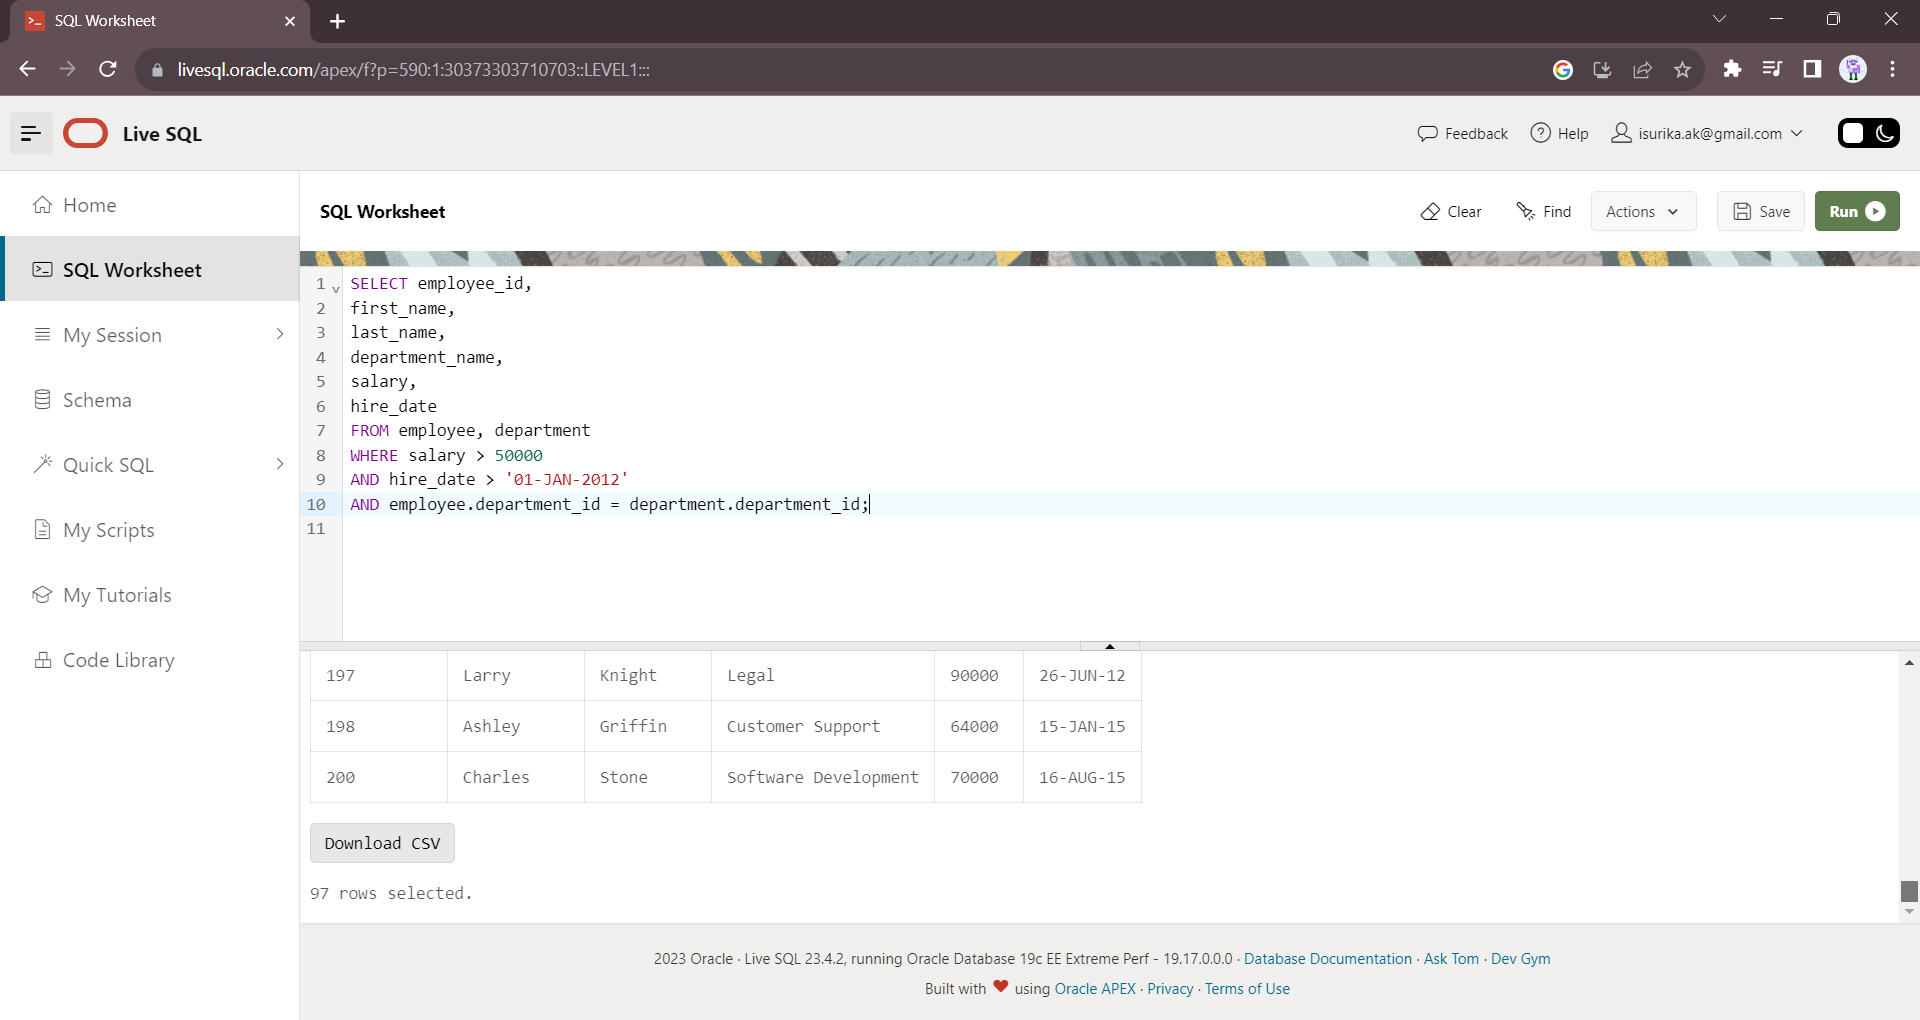 SQL Worksheet
livesql.oracle.com/apex/f?p=590:1:30373303710703::LEVEL1:::
Live SQL
Feedback
Help
isurika.ak@gmail.com
Home
SQL Worksheet
My Session
Schema
Quick SQL
My Scripts
My Tutorials
Code Library
SQL Worksheet
Clear
Find
Actions
Save
Run
1 SELECT employee_id,
2 first_name,
3 last_name,
4 department_name,
5 salary,
6 hire_date
7 FROM employee, department
8 WHERE salary > 50000
9 AND hire_date > '01-JAN-2012'
10 AND employee.department_id = department.department_id;
11
197 Larry Knight Legal 90000 26-JUN-12
198 Ashley Griffin Customer Support 64000 15-JAN-15
200 Charles Stone Software Development 70000 16-AUG-15
Download CSV
97 rows selected.
2023 Oracle · Live SQL 23.4.2, running Oracle Database 19c EE Extreme Perf - 19.17.0.0.0 · Database Documentation · Ask Tom · Dev Gym
Built with ❤ using Oracle APEX · Privacy · Terms of Use